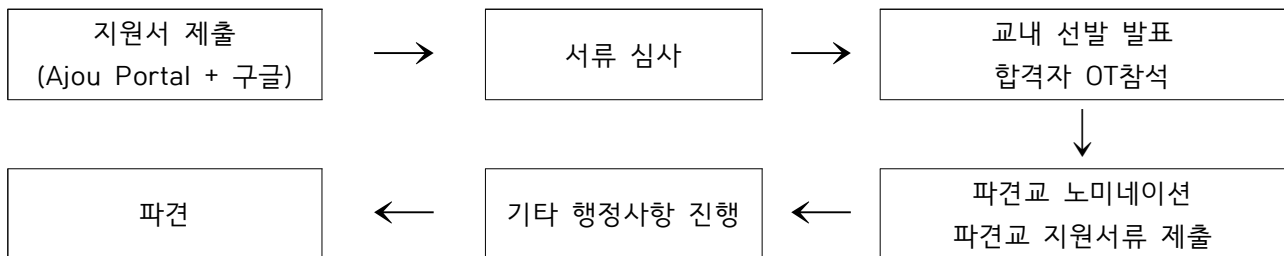 지원서 제출
(Ajou Portal + 구글)
서류 심사
교내 선발 발표
합격자 OT참석
파견교 노미네이션
파견교 지원서류 제출
기타 행정사항 진행
파견